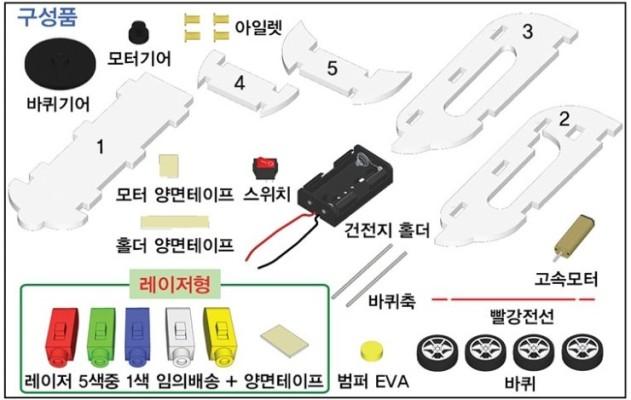 구성품
아일렛
모터기어
3
4
5
바퀴기어
2
1
모터 양면테이프
스위치
건전지 홀더
홀더 양면테이프
고속모터
레이저형
바퀴축
빨강전선
레이저 5색중 1색 임의배송 + 양면테이프
범퍼 EVA
바퀴